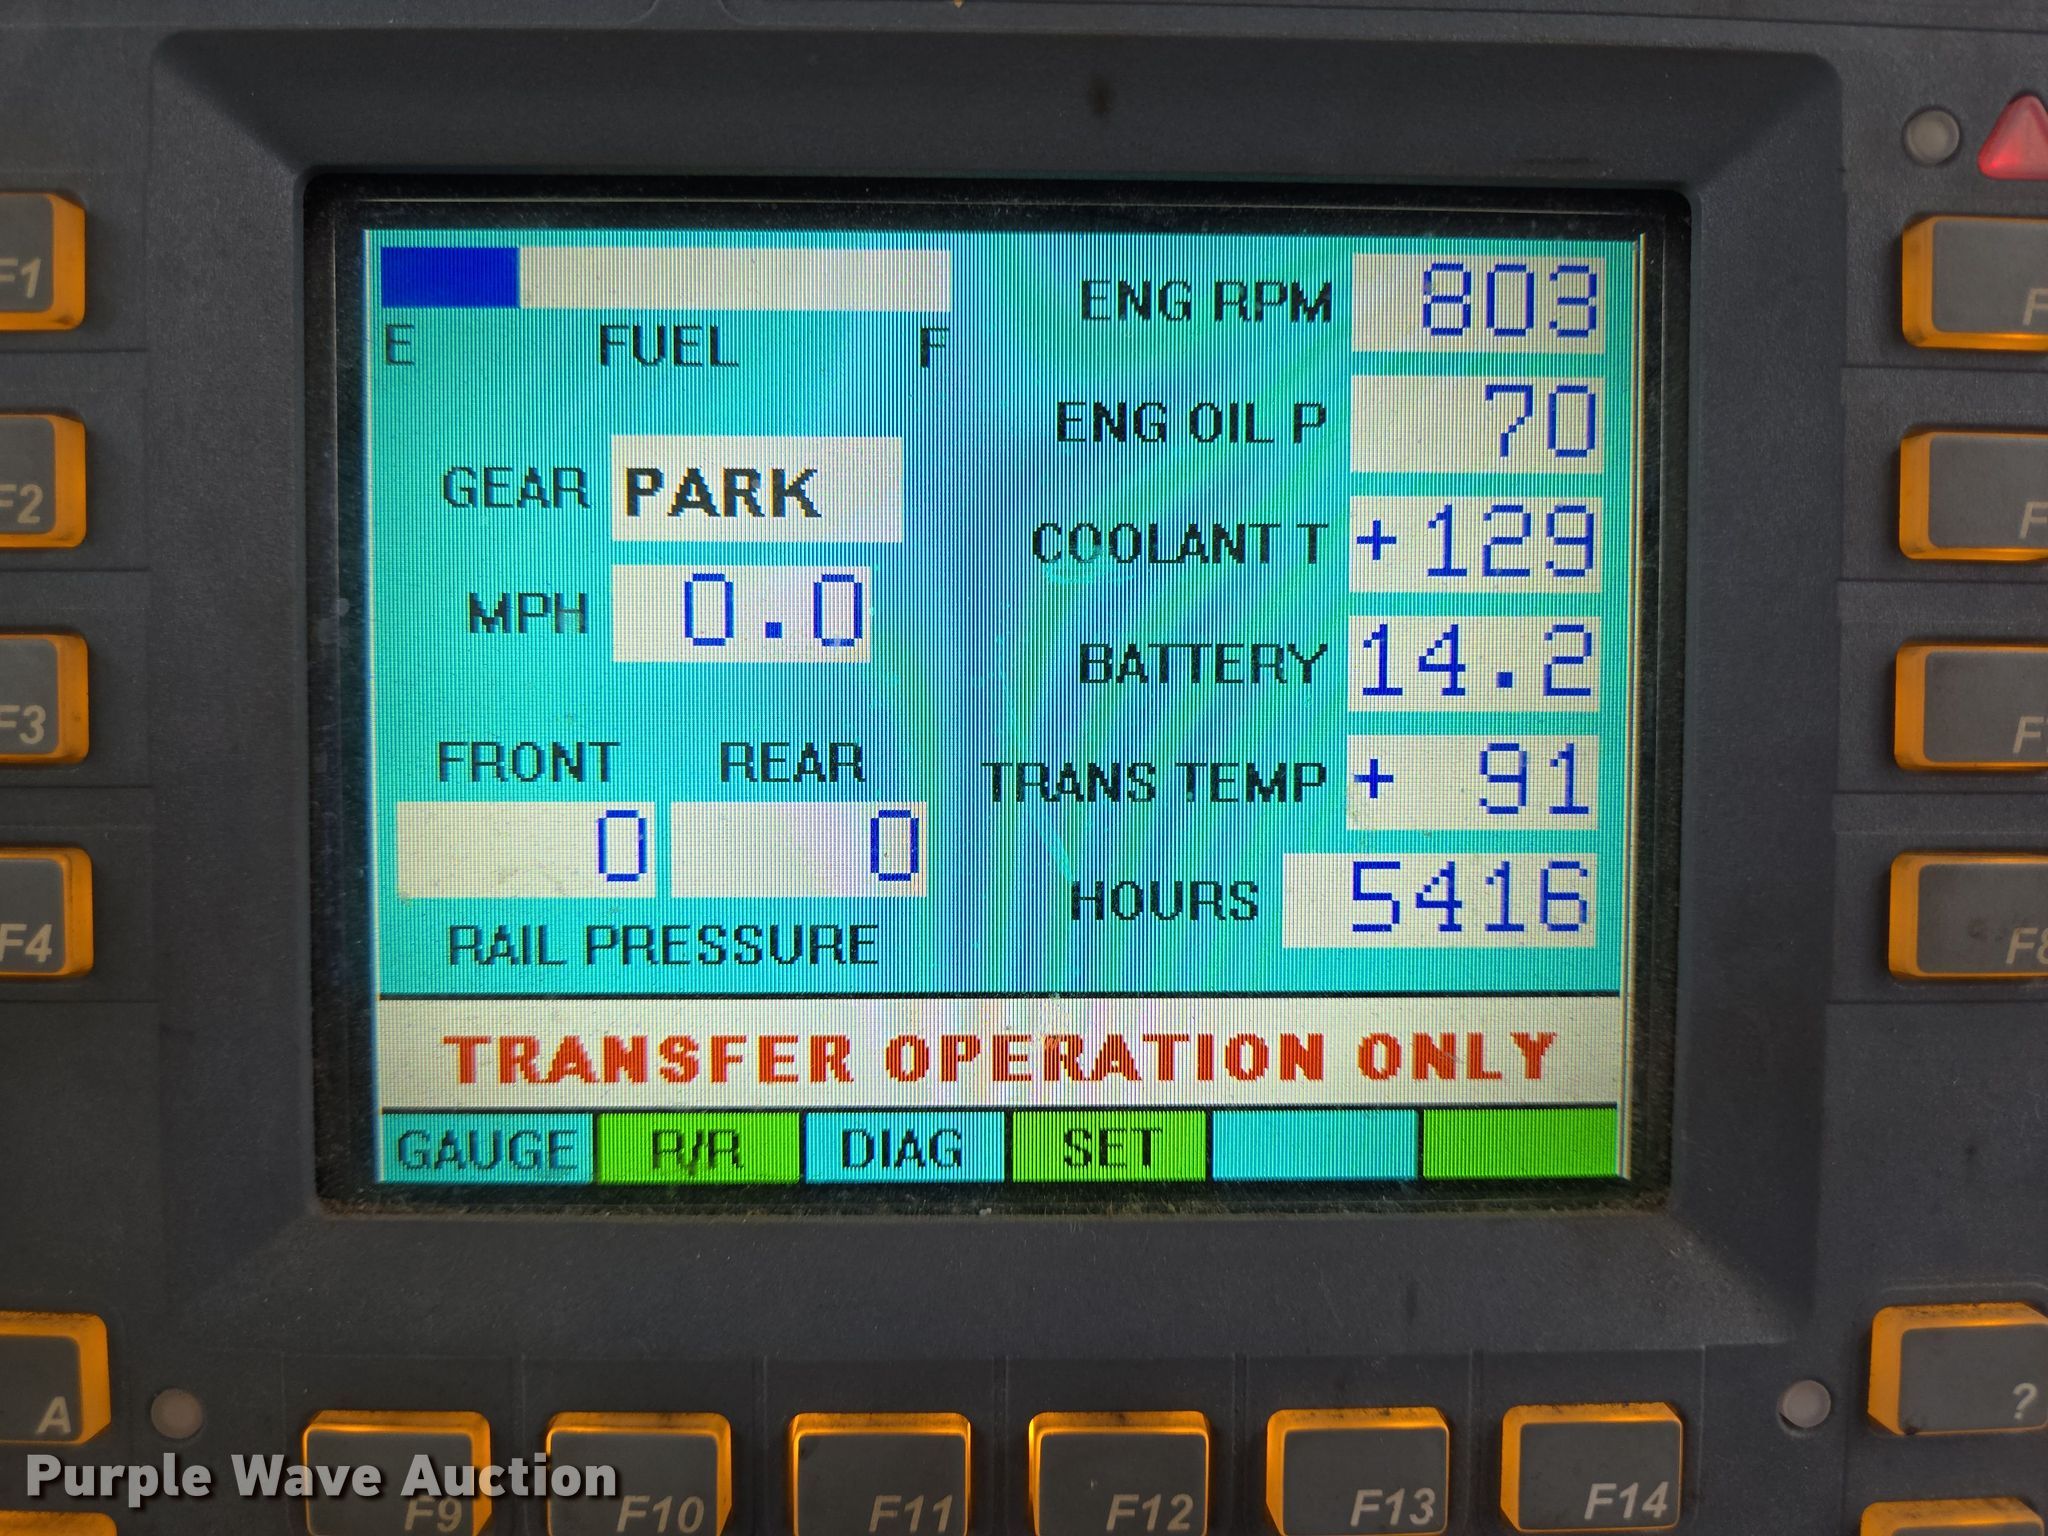 E FUEL F
GEAR PARK
MPH 0.0
FRONT REAR
0 0
RAIL PRESSURE
ENG RPM 803
ENG OIL P 70
COOLANT T +129
BATTERY 14.2
TRANS TEMP + 91
HOURS 5416
TRANSFER OPERATION ONLY
GAUGE R/R DIAG SET
F1
F2
F3
F4
A
?
F9 F10 F11 F12 F13 F14
Purple Wave Auction